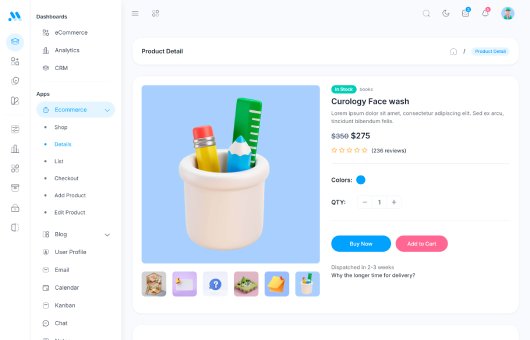 Dashboards
eCommerce
Analytics
CRM
Apps
Ecommerce
Shop
Details
List
Checkout
Add Product
Edit Product
Blog
User Profile
Email
Calendar
Kanban
Chat
Product Detail
/ Product Detail
In Stock books
Curology Face wash
Lorem ipsum dolor sit amet, consectetur adipiscing elit. Sed ex arcu,
tincidunt bibendum felis.
$350 $275
(236 reviews)
Colors:
QTY: − 1 +
Buy Now
Add to Cart
Dispatched in 2-3 weeks
Why the longer time for delivery?